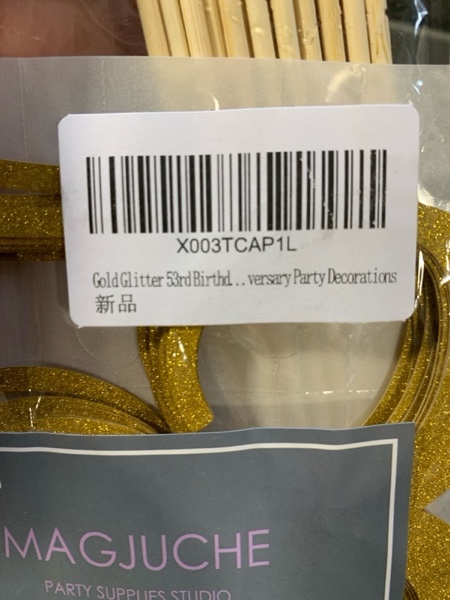 X003TCAP1L
Gold Glitter 53rd Birthd...versary Party Decorations
新品
MAGJUCHE
PARTY SUPPLIES STUDIO